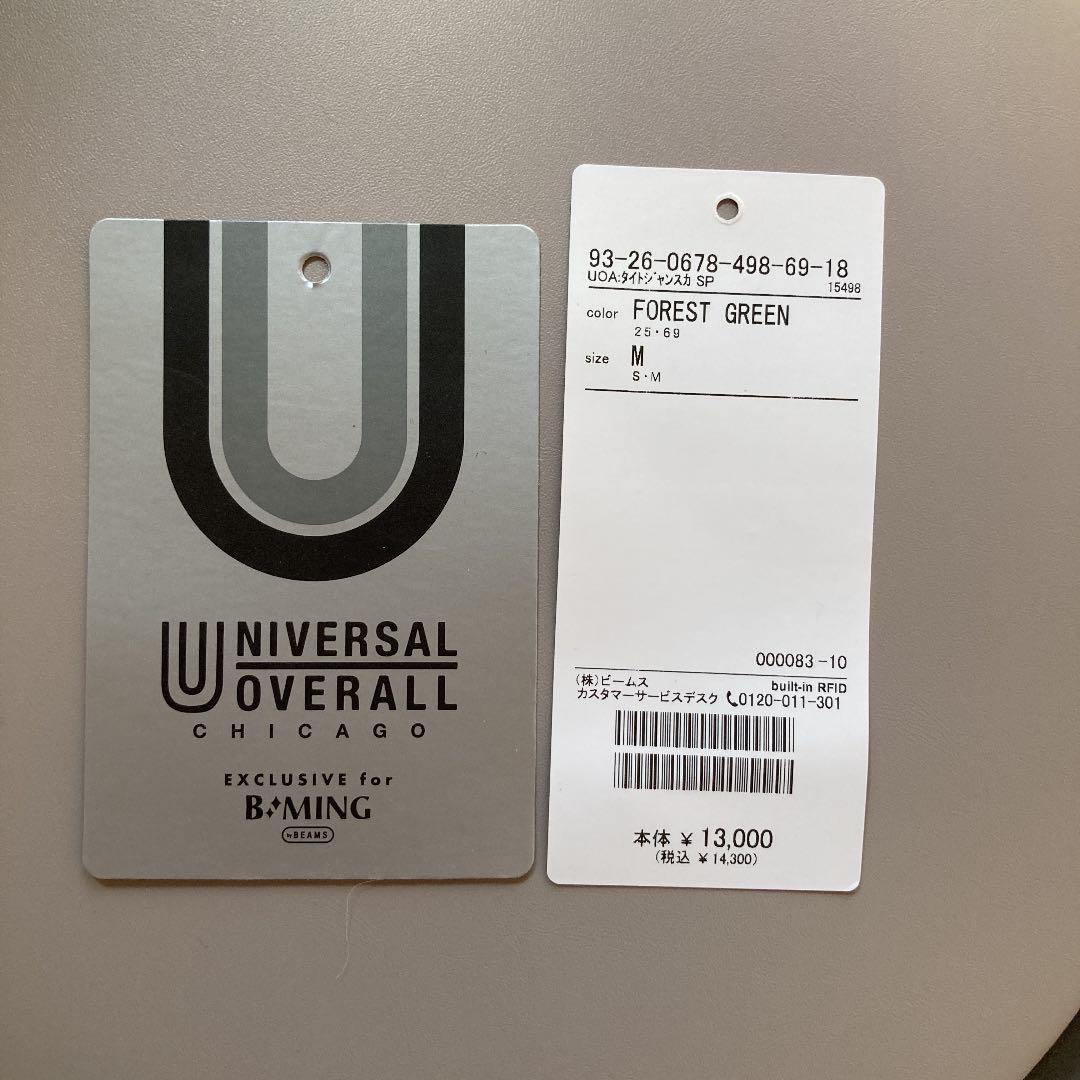 UNIVERSAL
OVERALL
CHICAGO
EXCLUSIVE for
B MING
by BEAMS
93-26-0678-498-69-18
UOA:タイトジャンスカ SP
15498
color FOREST GREEN
25・69
size M
S・M
000083-10
(株)ビームス
built-in RFID
カスタマーサービスデスク 0120-011-301
本体 ¥ 13,000
(税込 ¥14,300)